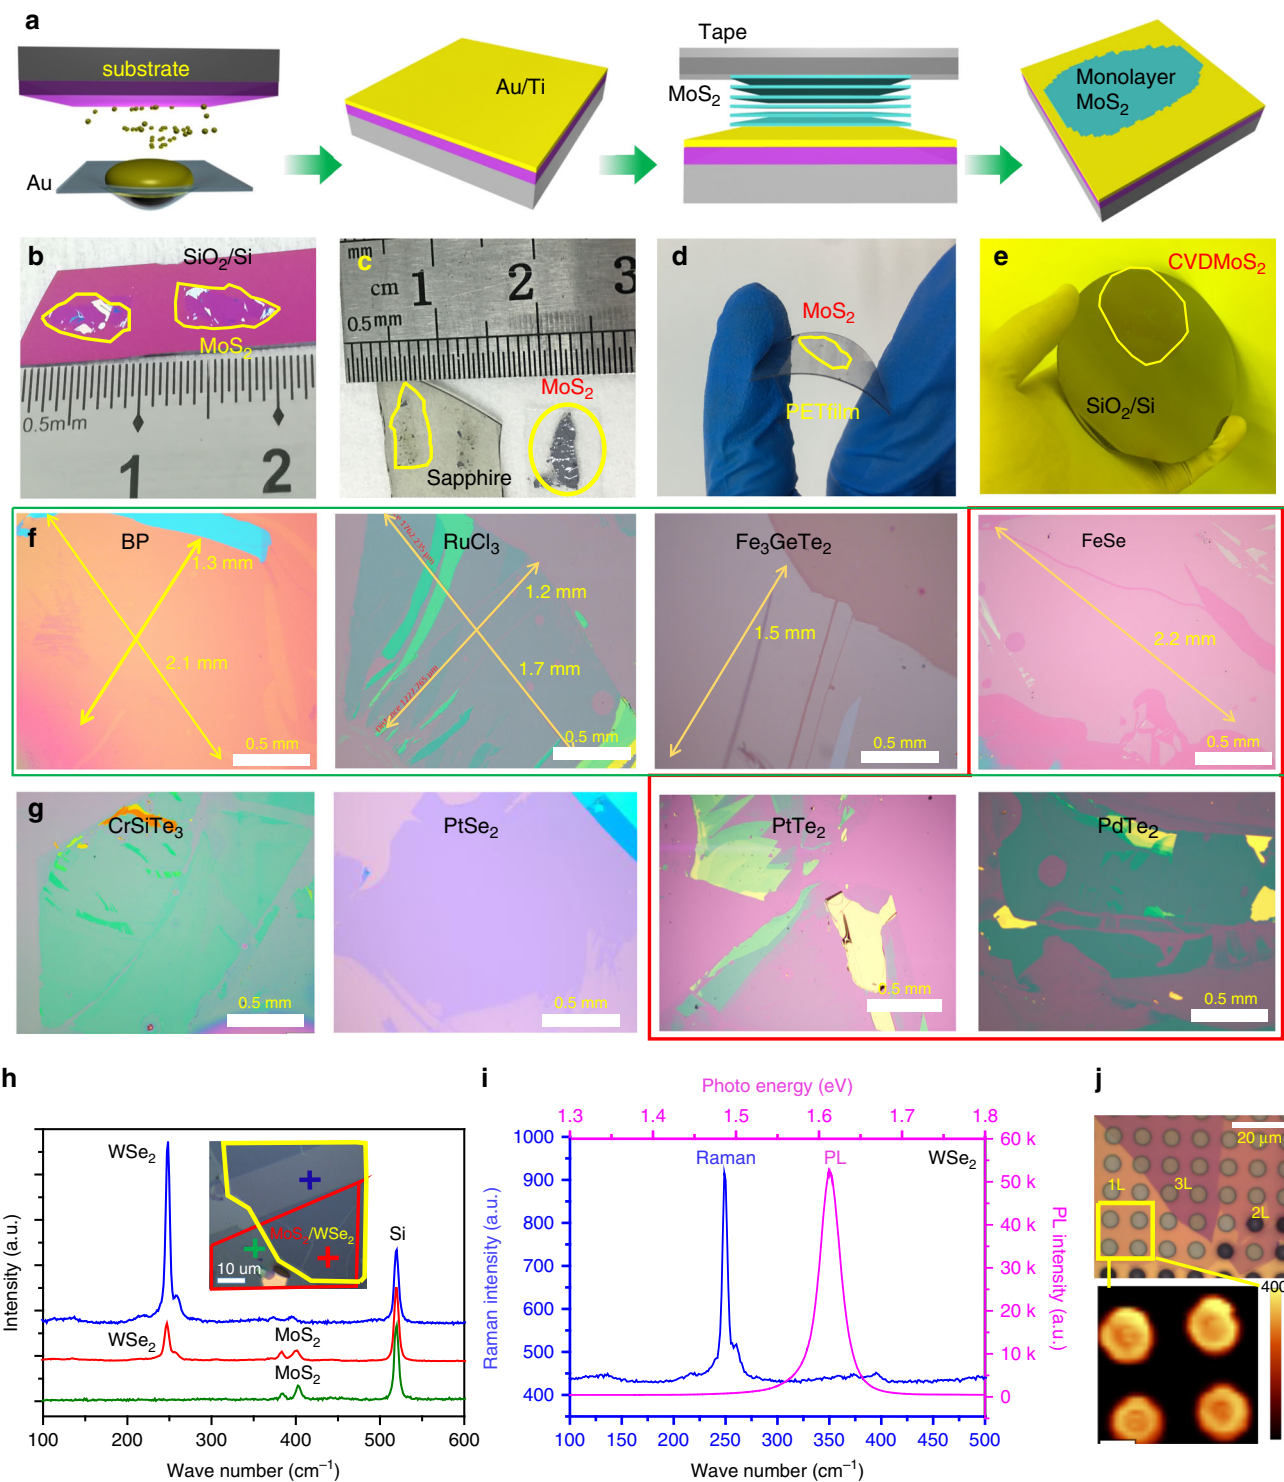 a
substrate
Au
Au/Ti
Tape
MoS2
Monolayer
MoS2
b
SiO2/Si
MoS2
0.5mm
1
2
c
mm
cm
1
2
3
0.5mm
MoS2
Sapphire
d
MoS2
PETfilm
e
CVDMoS2
SiO2/Si
f
BP
1.3 mm
2.1 mm
0.5 mm
RuCl3
1.2 mm
1.7 mm
0.5 mm
Fe3GeTe2
1.5 mm
0.5 mm
FeSe
2.2 mm
0.5 mm
g
CrSiTe3
0.5 mm
PtSe2
0.5 mm
PtTe2
0.5 mm
PdTe2
0.5 mm
h
Intensity (a.u.)
WSe2
WSe2
MoS2
MoS2
Si
MoS2/WSe2
10 um
100 200 300 400 500 600
Wave number (cm−1)
i
Photo energy (eV)
1.3 1.4 1.5 1.6 1.7 1.8
Raman intensity (a.u.)
1000
900
800
700
600
500
400
Raman
PL
WSe2
60 k
50 k
40 k
30 k
20 k
10 k
0
PL intensity (a.u.)
100 150 200 250 300 350 400 450 500
Wave number (cm−1)
j
20 μm
1L
3L
2L
400